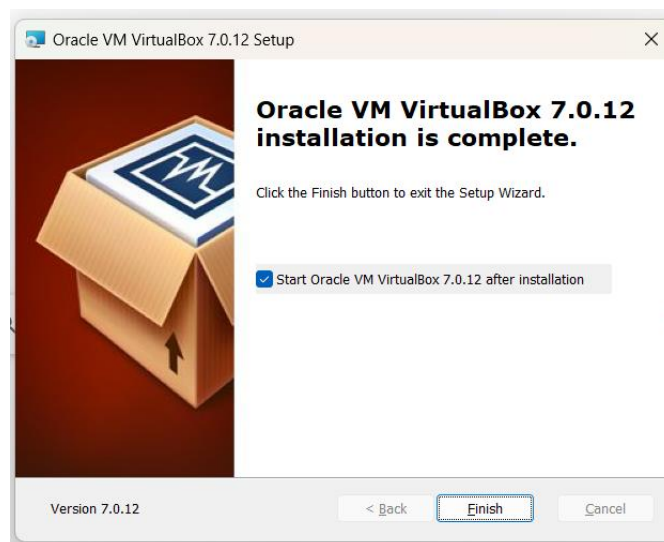 Oracle VM VirtualBox 7.0.12 Setup
Oracle VM VirtualBox 7.0.12
installation is complete.
Click the Finish button to exit the Setup Wizard.
Start Oracle VM VirtualBox 7.0.12 after installation
Version 7.0.12
< Back
Finish
Cancel